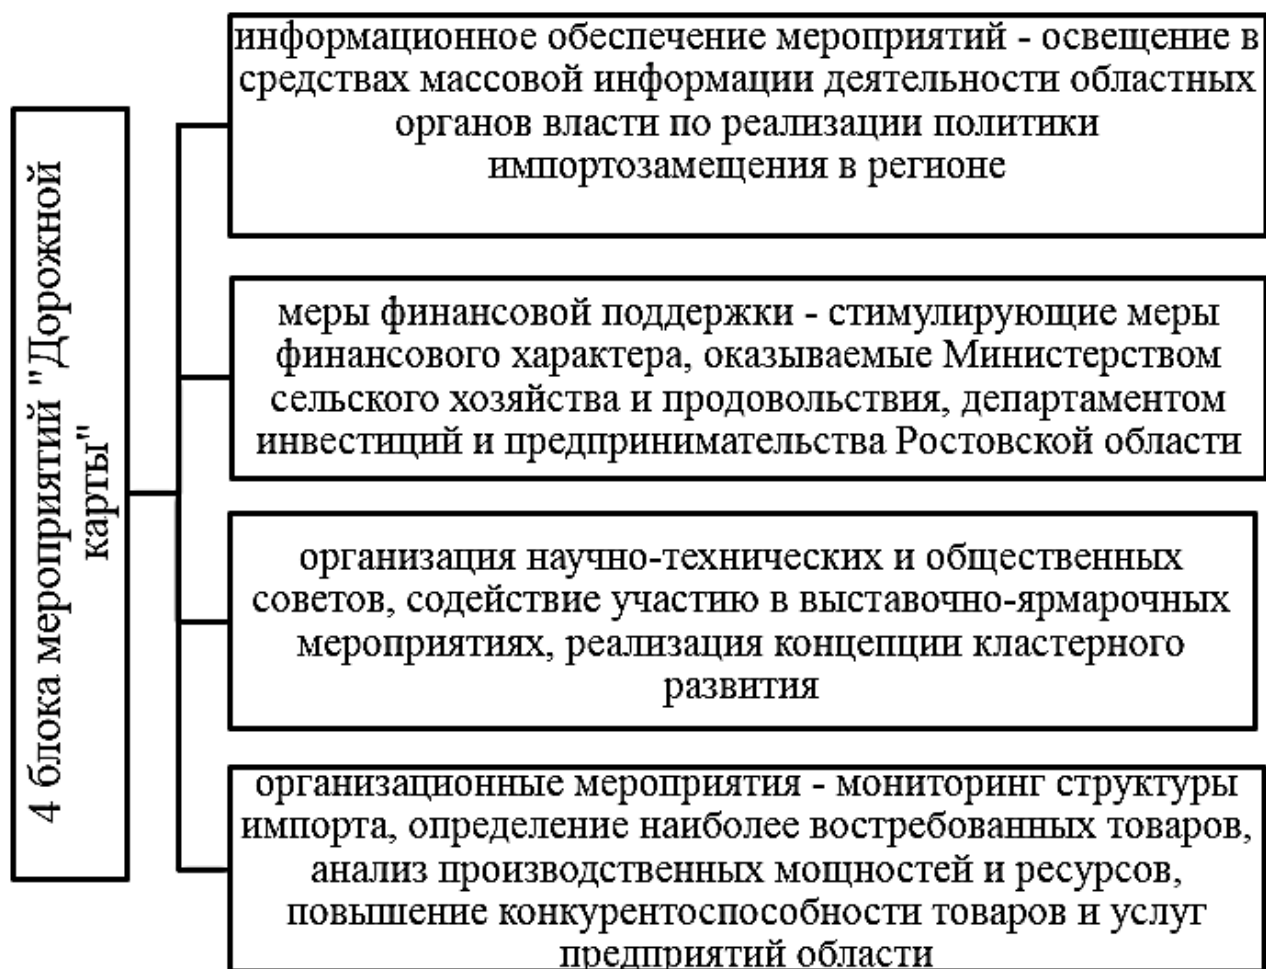 4 блока мероприятий "Дорожной
карты"
информационное обеспечение мероприятий - освещение в
средствах массовой информации деятельности областных
органов власти по реализации политики
импортозамещения в регионе
меры финансовой поддержки - стимулирующие меры
финансового характера, оказываемые Министерством
сельского хозяйства и продовольствия, департаментом
инвестиций и предпринимательства Ростовской области
организация научно-технических и общественных
советов, содействие участию в выставочно-ярмарочных
мероприятиях, реализация концепции кластерного
развития
организационные мероприятия - мониторинг структуры
импорта, определение наиболее востребованных товаров,
анализ производственных мощностей и ресурсов,
повышение конкурентоспособности товаров и услуг
предприятий области